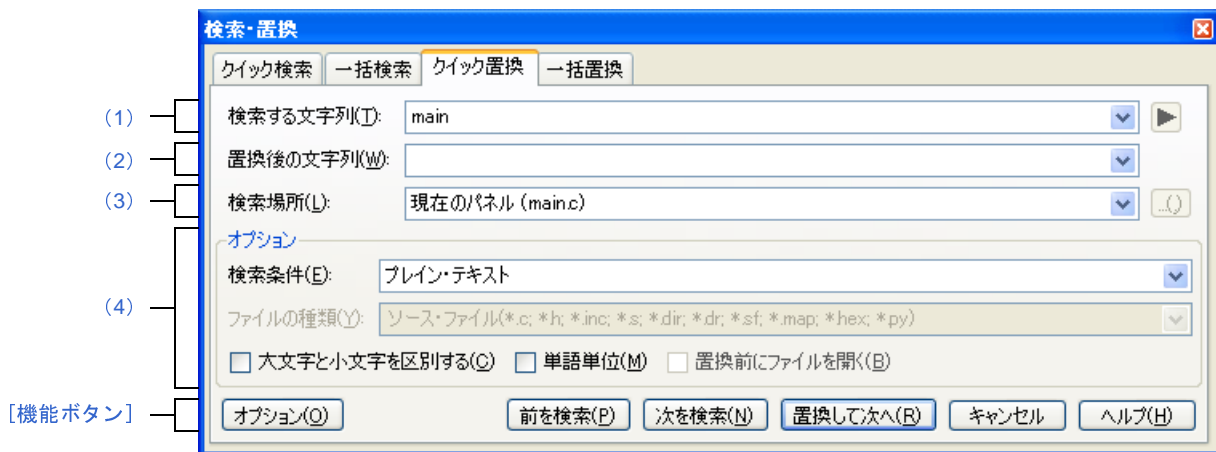 検索・置換
クイック検索 一括検索 クイック置換 一括置換
(1) 検索する文字列(T): main
(2) 置換後の文字列(W):
(3) 検索場所(L): 現在のパネル (main.c) ...()
オプション
(4)
検索条件(E): プレイン・テキスト
ファイルの種類(Y): ソース・ファイル(*.c; *.h; *.inc; *.s; *.dir; *.dr; *.sf; *.map; *.hex; *.py)
大文字と小文字を区別する(C) 単語単位(M) 置換前にファイルを開く(B)
[機能ボタン] オプション(O) 前を検索(P) 次を検索(N) 置換して次へ(R) キャンセル ヘルプ(H)